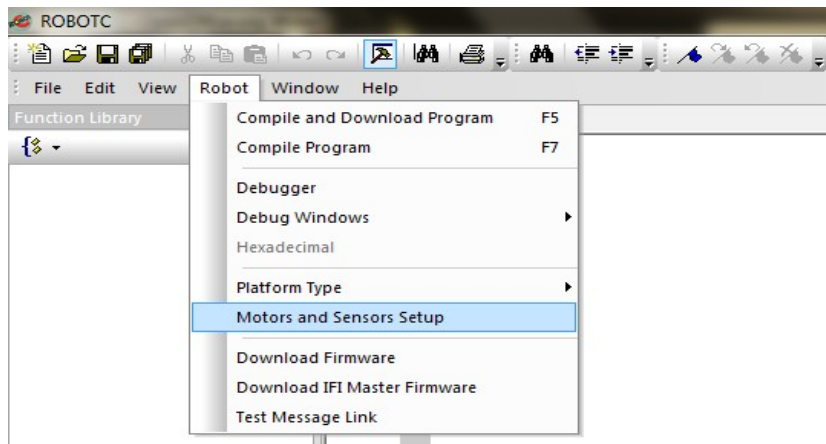 ROBOTC
File Edit View Robot Window Help
Function Library
Compile and Download Program F5
Compile Program F7
Debugger
Debug Windows
Hexadecimal
Platform Type
Motors and Sensors Setup
Download Firmware
Download IFI Master Firmware
Test Message Link